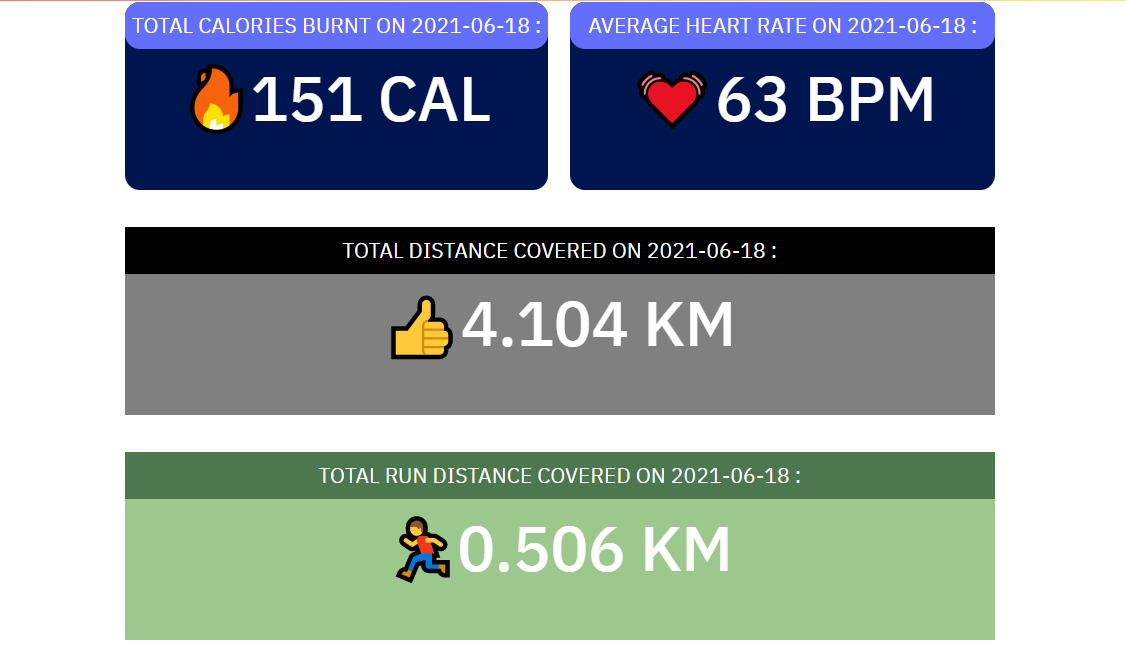 TOTAL CALORIES BURNT ON 2021-06-18 :
151 CAL
AVERAGE HEART RATE ON 2021-06-18 :
63 BPM
TOTAL DISTANCE COVERED ON 2021-06-18 :
4.104 KM
TOTAL RUN DISTANCE COVERED ON 2021-06-18 :
0.506 KM